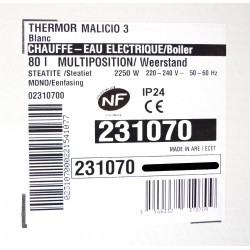 THERMOR MALICIO 3
Blanc
CHAUFFE-EAU ELECTRIQUE/Boiler
80 l MULTIPOSITION/ Weerstand
STEATITE /Steatiet 2250 W 220-240 V~ 50-60 Hz
MONO/Eenfasing
02310700
NF
IP24
CE
231070
231070
MADE IN ARE / ECET